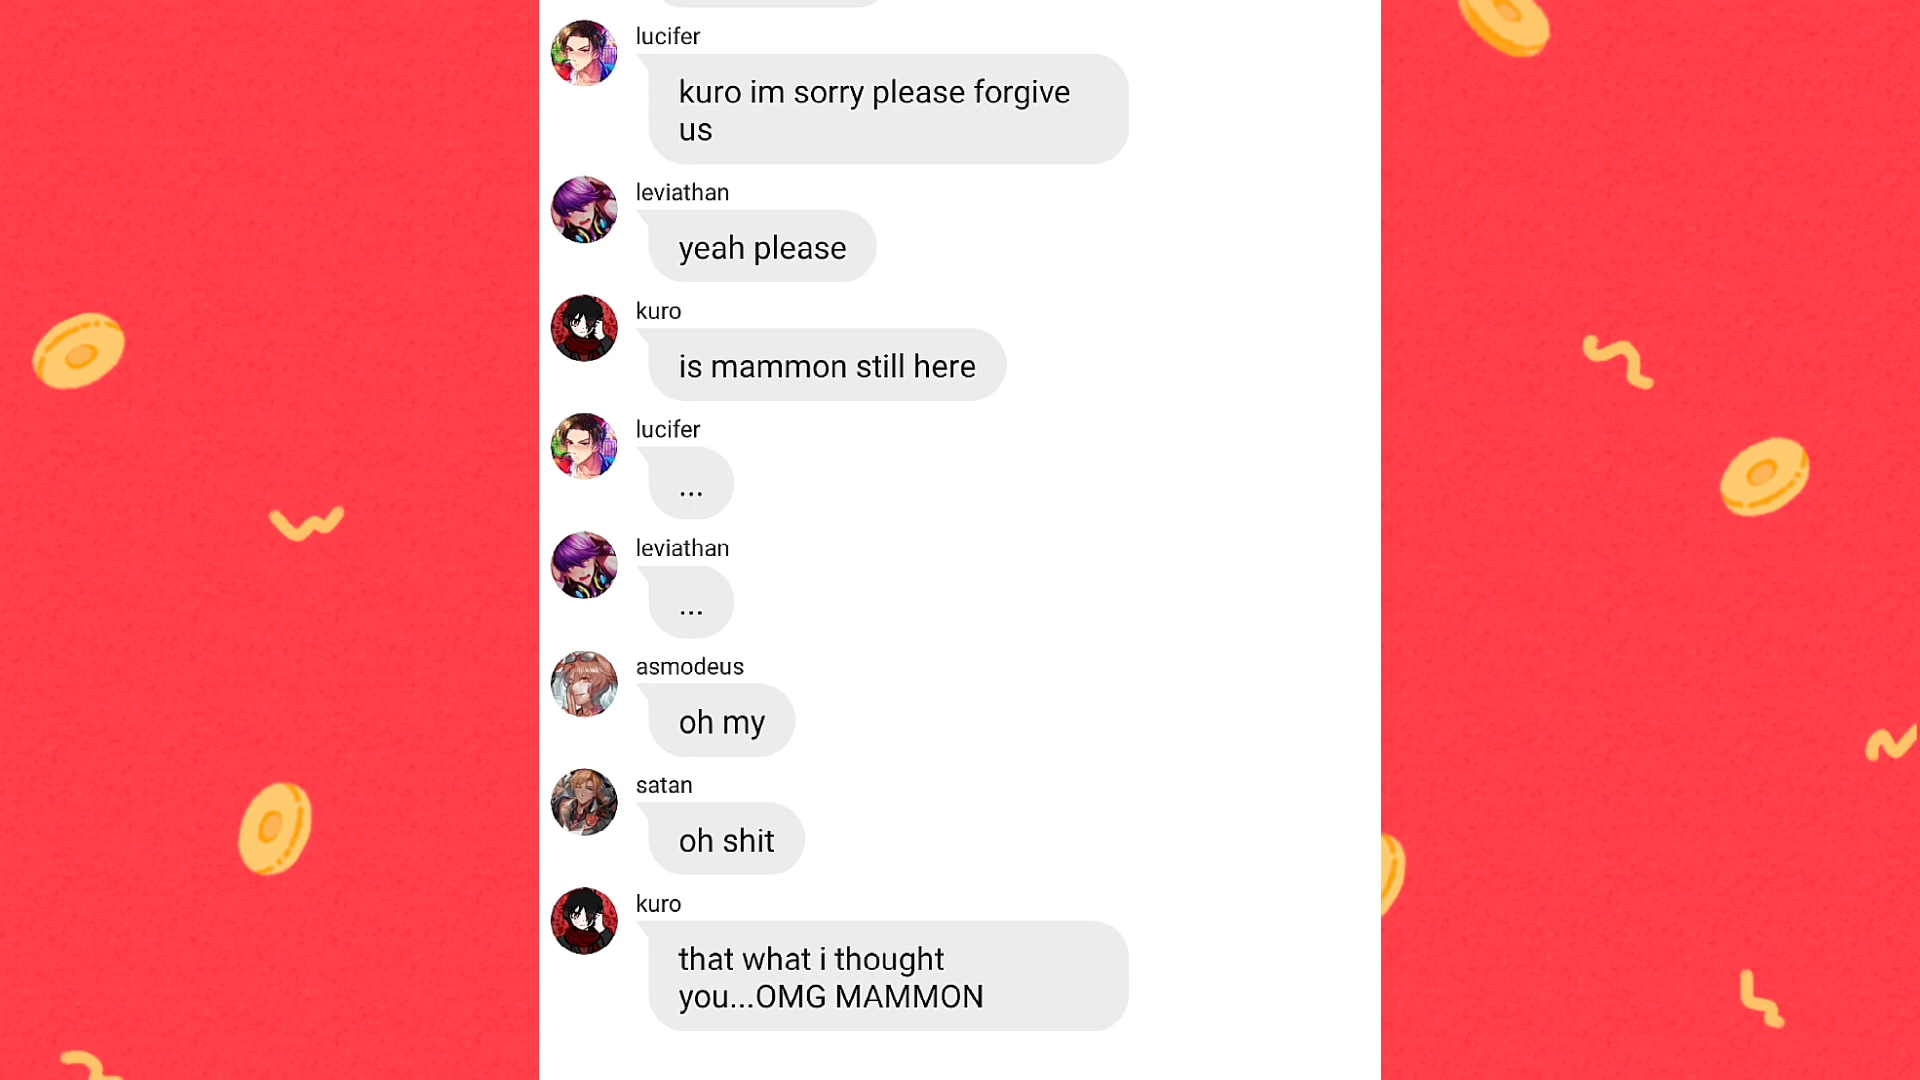 lucifer
kuro im sorry please forgive
us
leviathan
yeah please
kuro
is mammon still here
lucifer
...
leviathan
...
asmodeus
oh my
satan
oh shit
kuro
that what i thought
you...OMG MAMMON